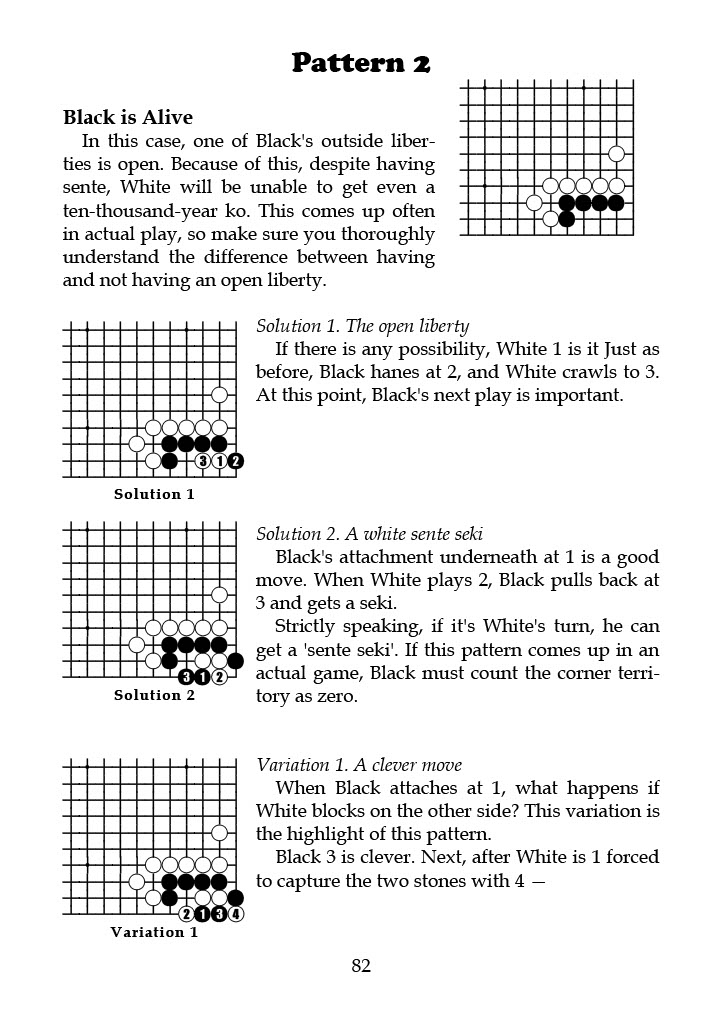 Pattern 2
Black is Alive
In this case, one of Black's outside liber-
ties is open. Because of this, despite having
sente, White will be unable to get even a
ten-thousand-year ko. This comes up often
in actual play, so make sure you thoroughly
understand the difference between having
and not having an open liberty.
Solution 1. The open liberty
If there is any possibility, White 1 is it Just as
before, Black hanes at 2, and White crawls to 3.
At this point, Black's next play is important.
3 1 2
Solution 1
Solution 2. A white sente seki
Black's attachment underneath at 1 is a good
move. When White plays 2, Black pulls back at
3 and gets a seki.
Strictly speaking, if it's White's turn, he can
get a 'sente seki'. If this pattern comes up in an
actual game, Black must count the corner terri-
tory as zero.
3 1 2
Solution 2
Variation 1. A clever move
When Black attaches at 1, what happens if
White blocks on the other side? This variation is
the highlight of this pattern.
Black 3 is clever. Next, after White is 1 forced
to capture the two stones with 4 —
2 1 3 4
Variation 1
82